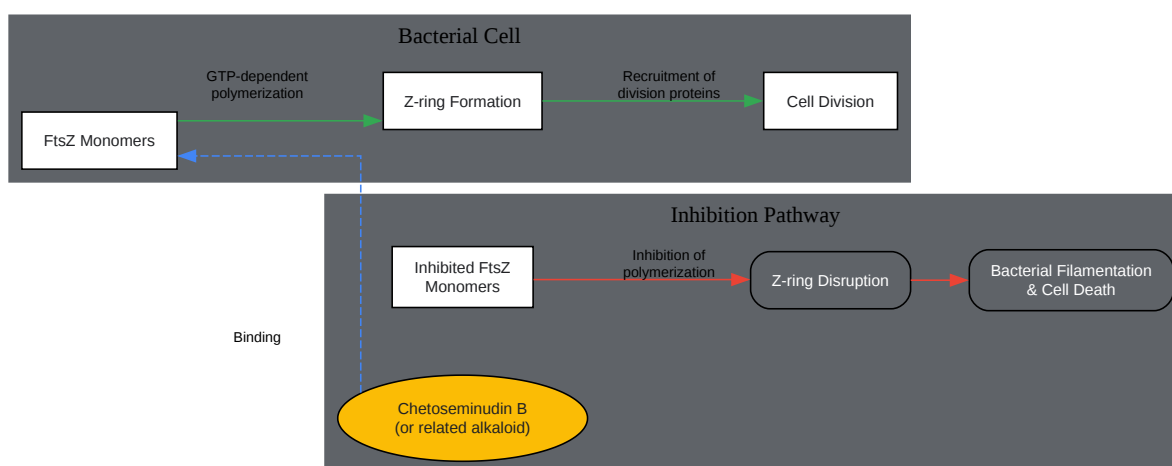 Bacterial Cell
GTP-dependent
polymerization
Recruitment of
division proteins
Z-ring Formation
Cell Division
FtsZ Monomers
Inhibition Pathway
Inhibited FtsZ
Monomers
Inhibition of
polymerization
Z-ring Disruption
Bacterial Filamentation
& Cell Death
Binding
Chetoseminudin B
(or related alkaloid)